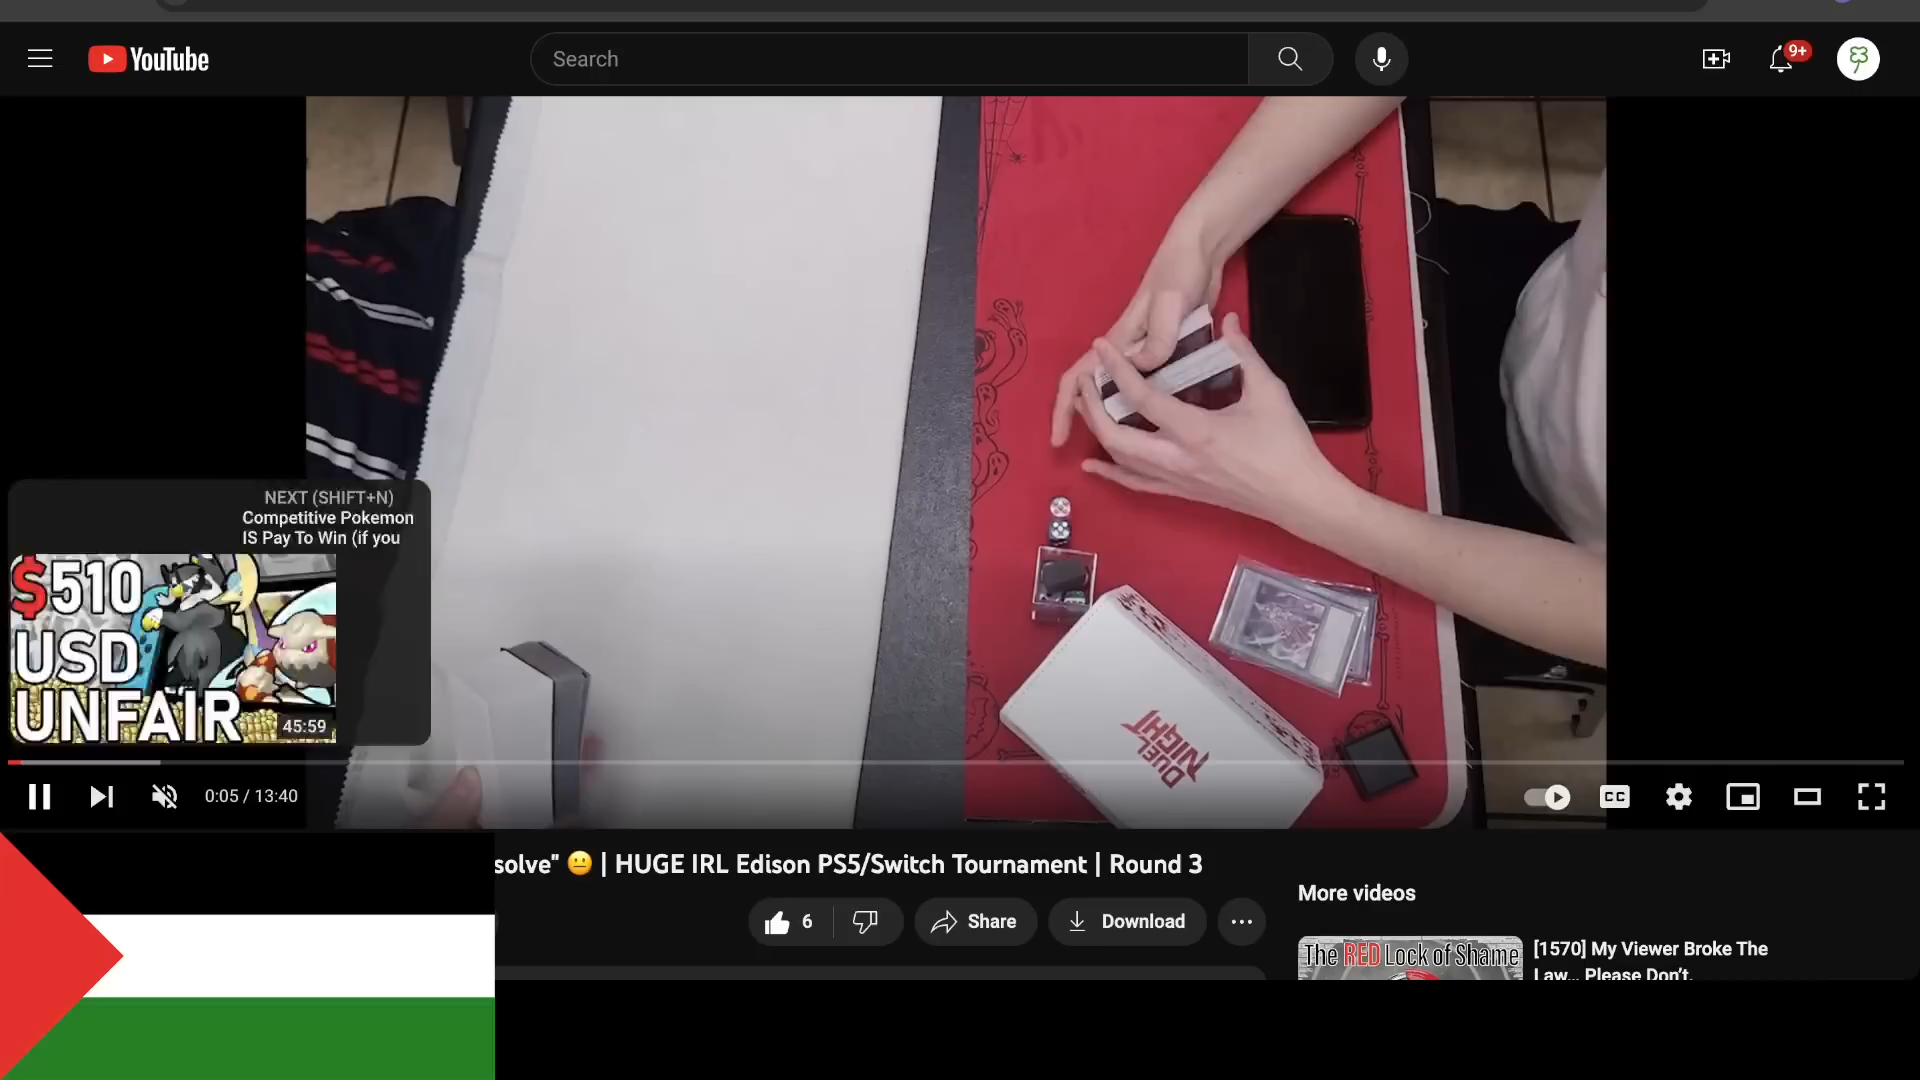 YouTube
Search
9+
NEXT (SHIFT+N)
Competitive Pokemon
IS Pay To Win (if you
$510
USD
UNFAIR
45:59
DUEL
NIGHT
0:05 / 13:40
CC
solve" 😐 | HUGE IRL Edison PS5/Switch Tournament | Round 3
6
Share
Download
More videos
The RED Lock of Shame
[1570] My Viewer Broke The
Law... Please Don't.